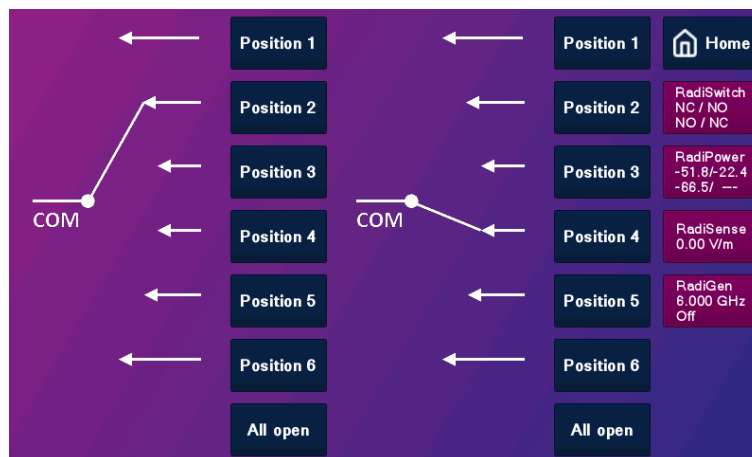 Position 1
Position 2
Position 3
COM
Position 4
Position 5
Position 6
All open
Position 1
Position 2
Position 3
COM
Position 4
Position 5
Position 6
All open
Home
RadiSwitch
NC / NO
NO / NC
RadiPower
-51.8/-22.4
-66.5/ ---
RadiSense
0.00 V/m
RadiGen
6.000 GHz
Off